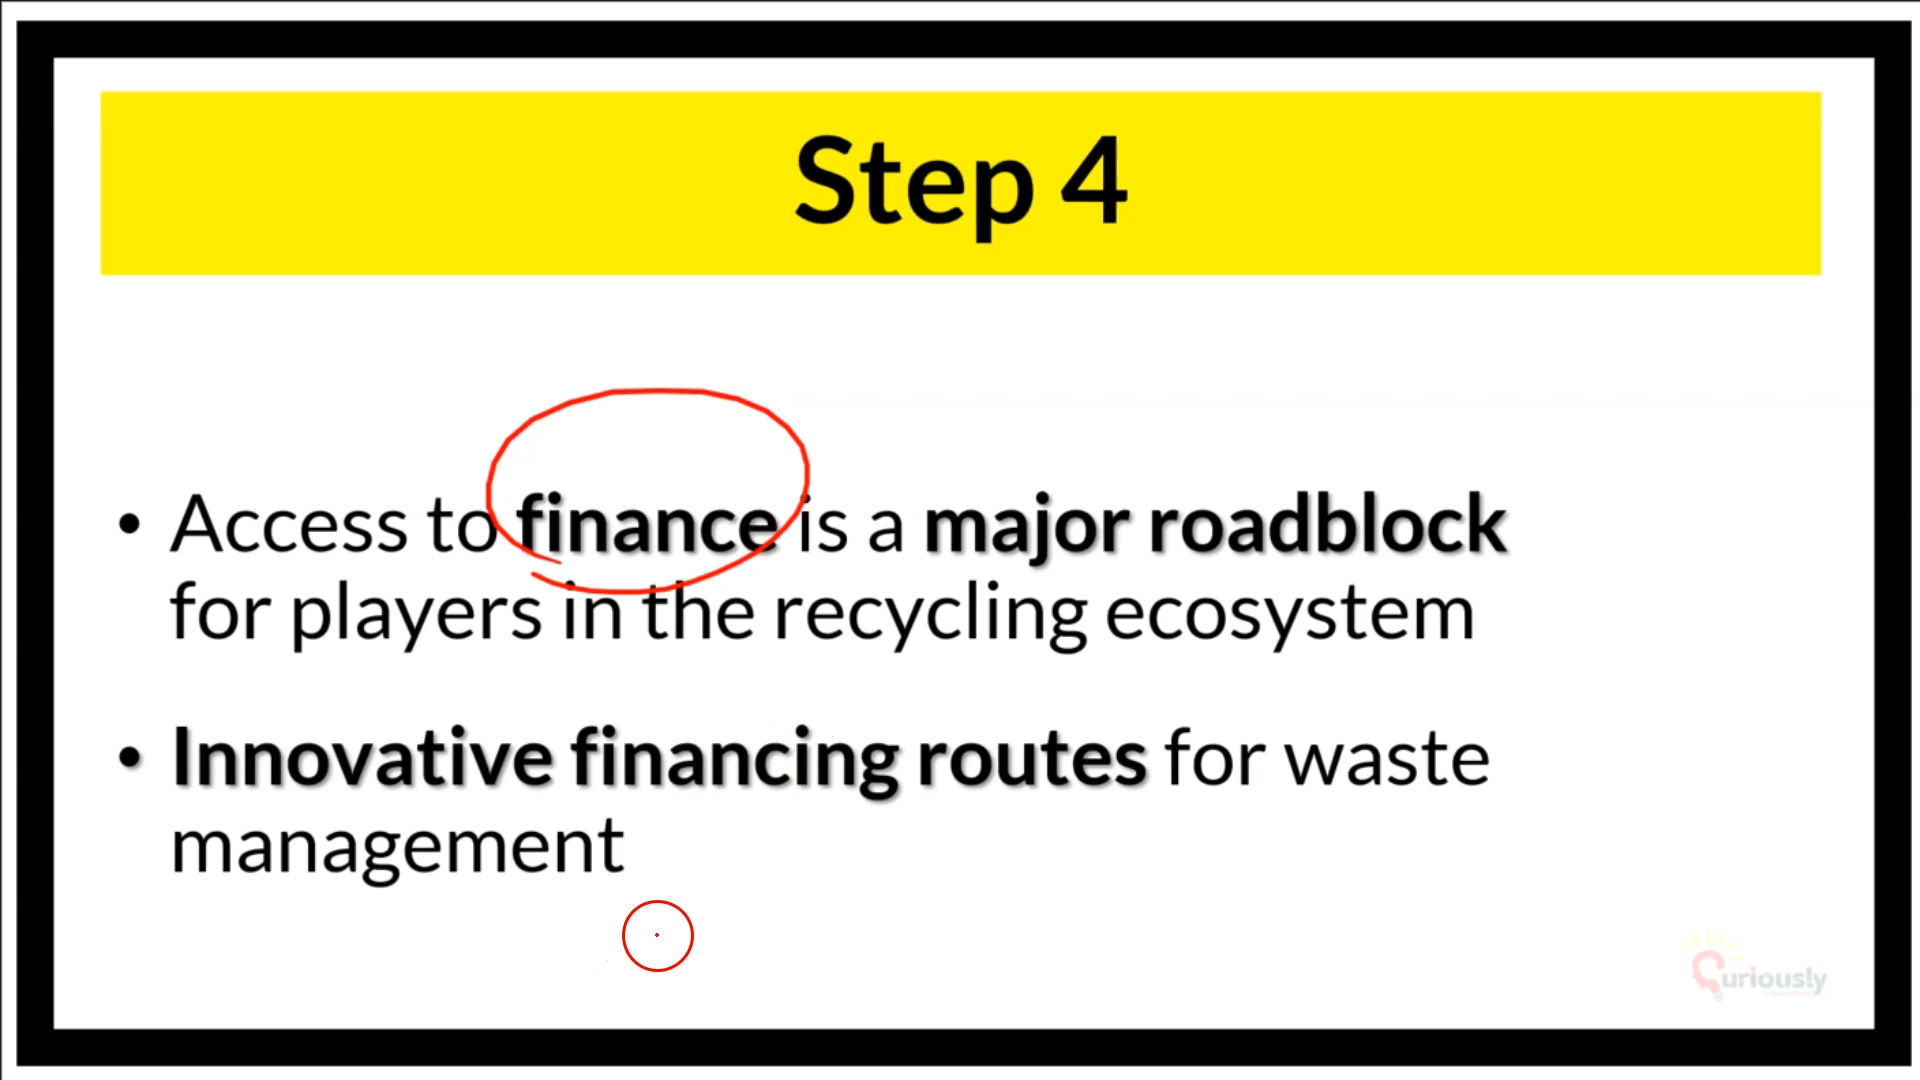 Step 4
• Access to finance is a major roadblock
for players in the recycling ecosystem
• Innovative financing routes for waste
management
Curiously